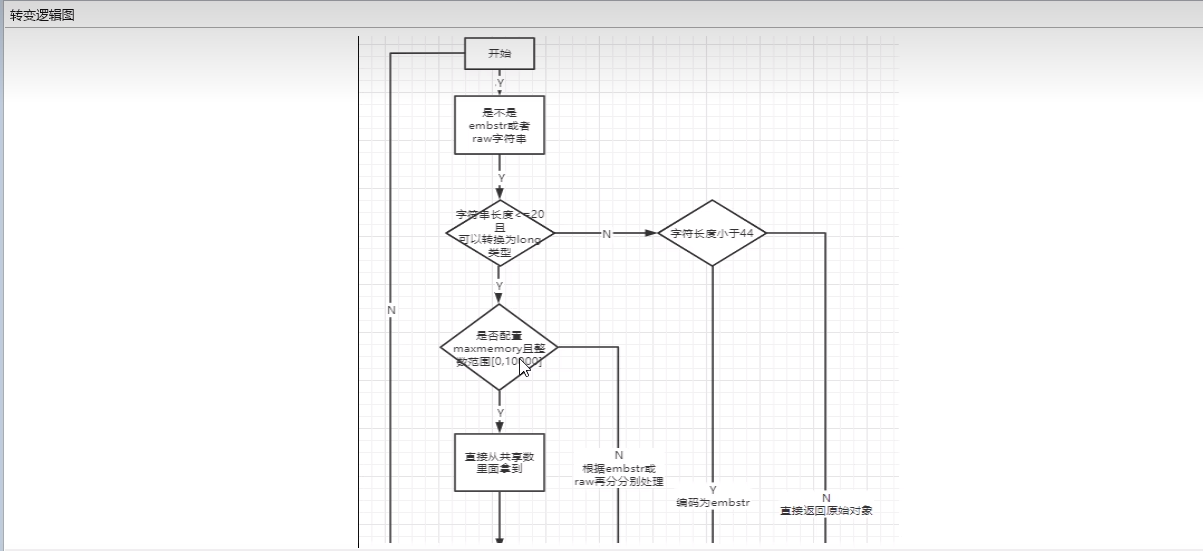 转变逻辑图
开始
Y
是不是
embstr或者
raw字符串
Y
字符串长度<=20
且
可以转换为long
类型
N
字符长度小于44
Y
N
是否配置
maxmemory且整
数范围[0,10000]
Y
直接从共享数
里面拿到
N
根据embstr或
raw再分分别处理
Y
编码为embstr
N
直接返回原始对象